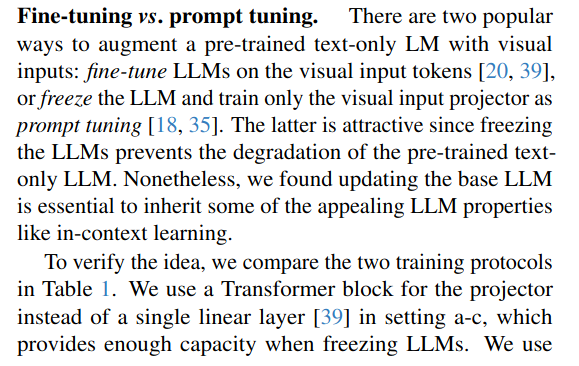 Fine-tuning vs. prompt tuning. There are two popular
ways to augment a pre-trained text-only LM with visual
inputs: fine-tune LLMs on the visual input tokens [20, 39],
or freeze the LLM and train only the visual input projector as
prompt tuning [18, 35]. The latter is attractive since freezing
the LLMs prevents the degradation of the pre-trained text-
only LLM. Nonetheless, we found updating the base LLM
is essential to inherit some of the appealing LLM properties
like in-context learning.
To verify the idea, we compare the two training protocols
in Table 1. We use a Transformer block for the projector
instead of a single linear layer [39] in setting a-c, which
provides enough capacity when freezing LLMs. We use